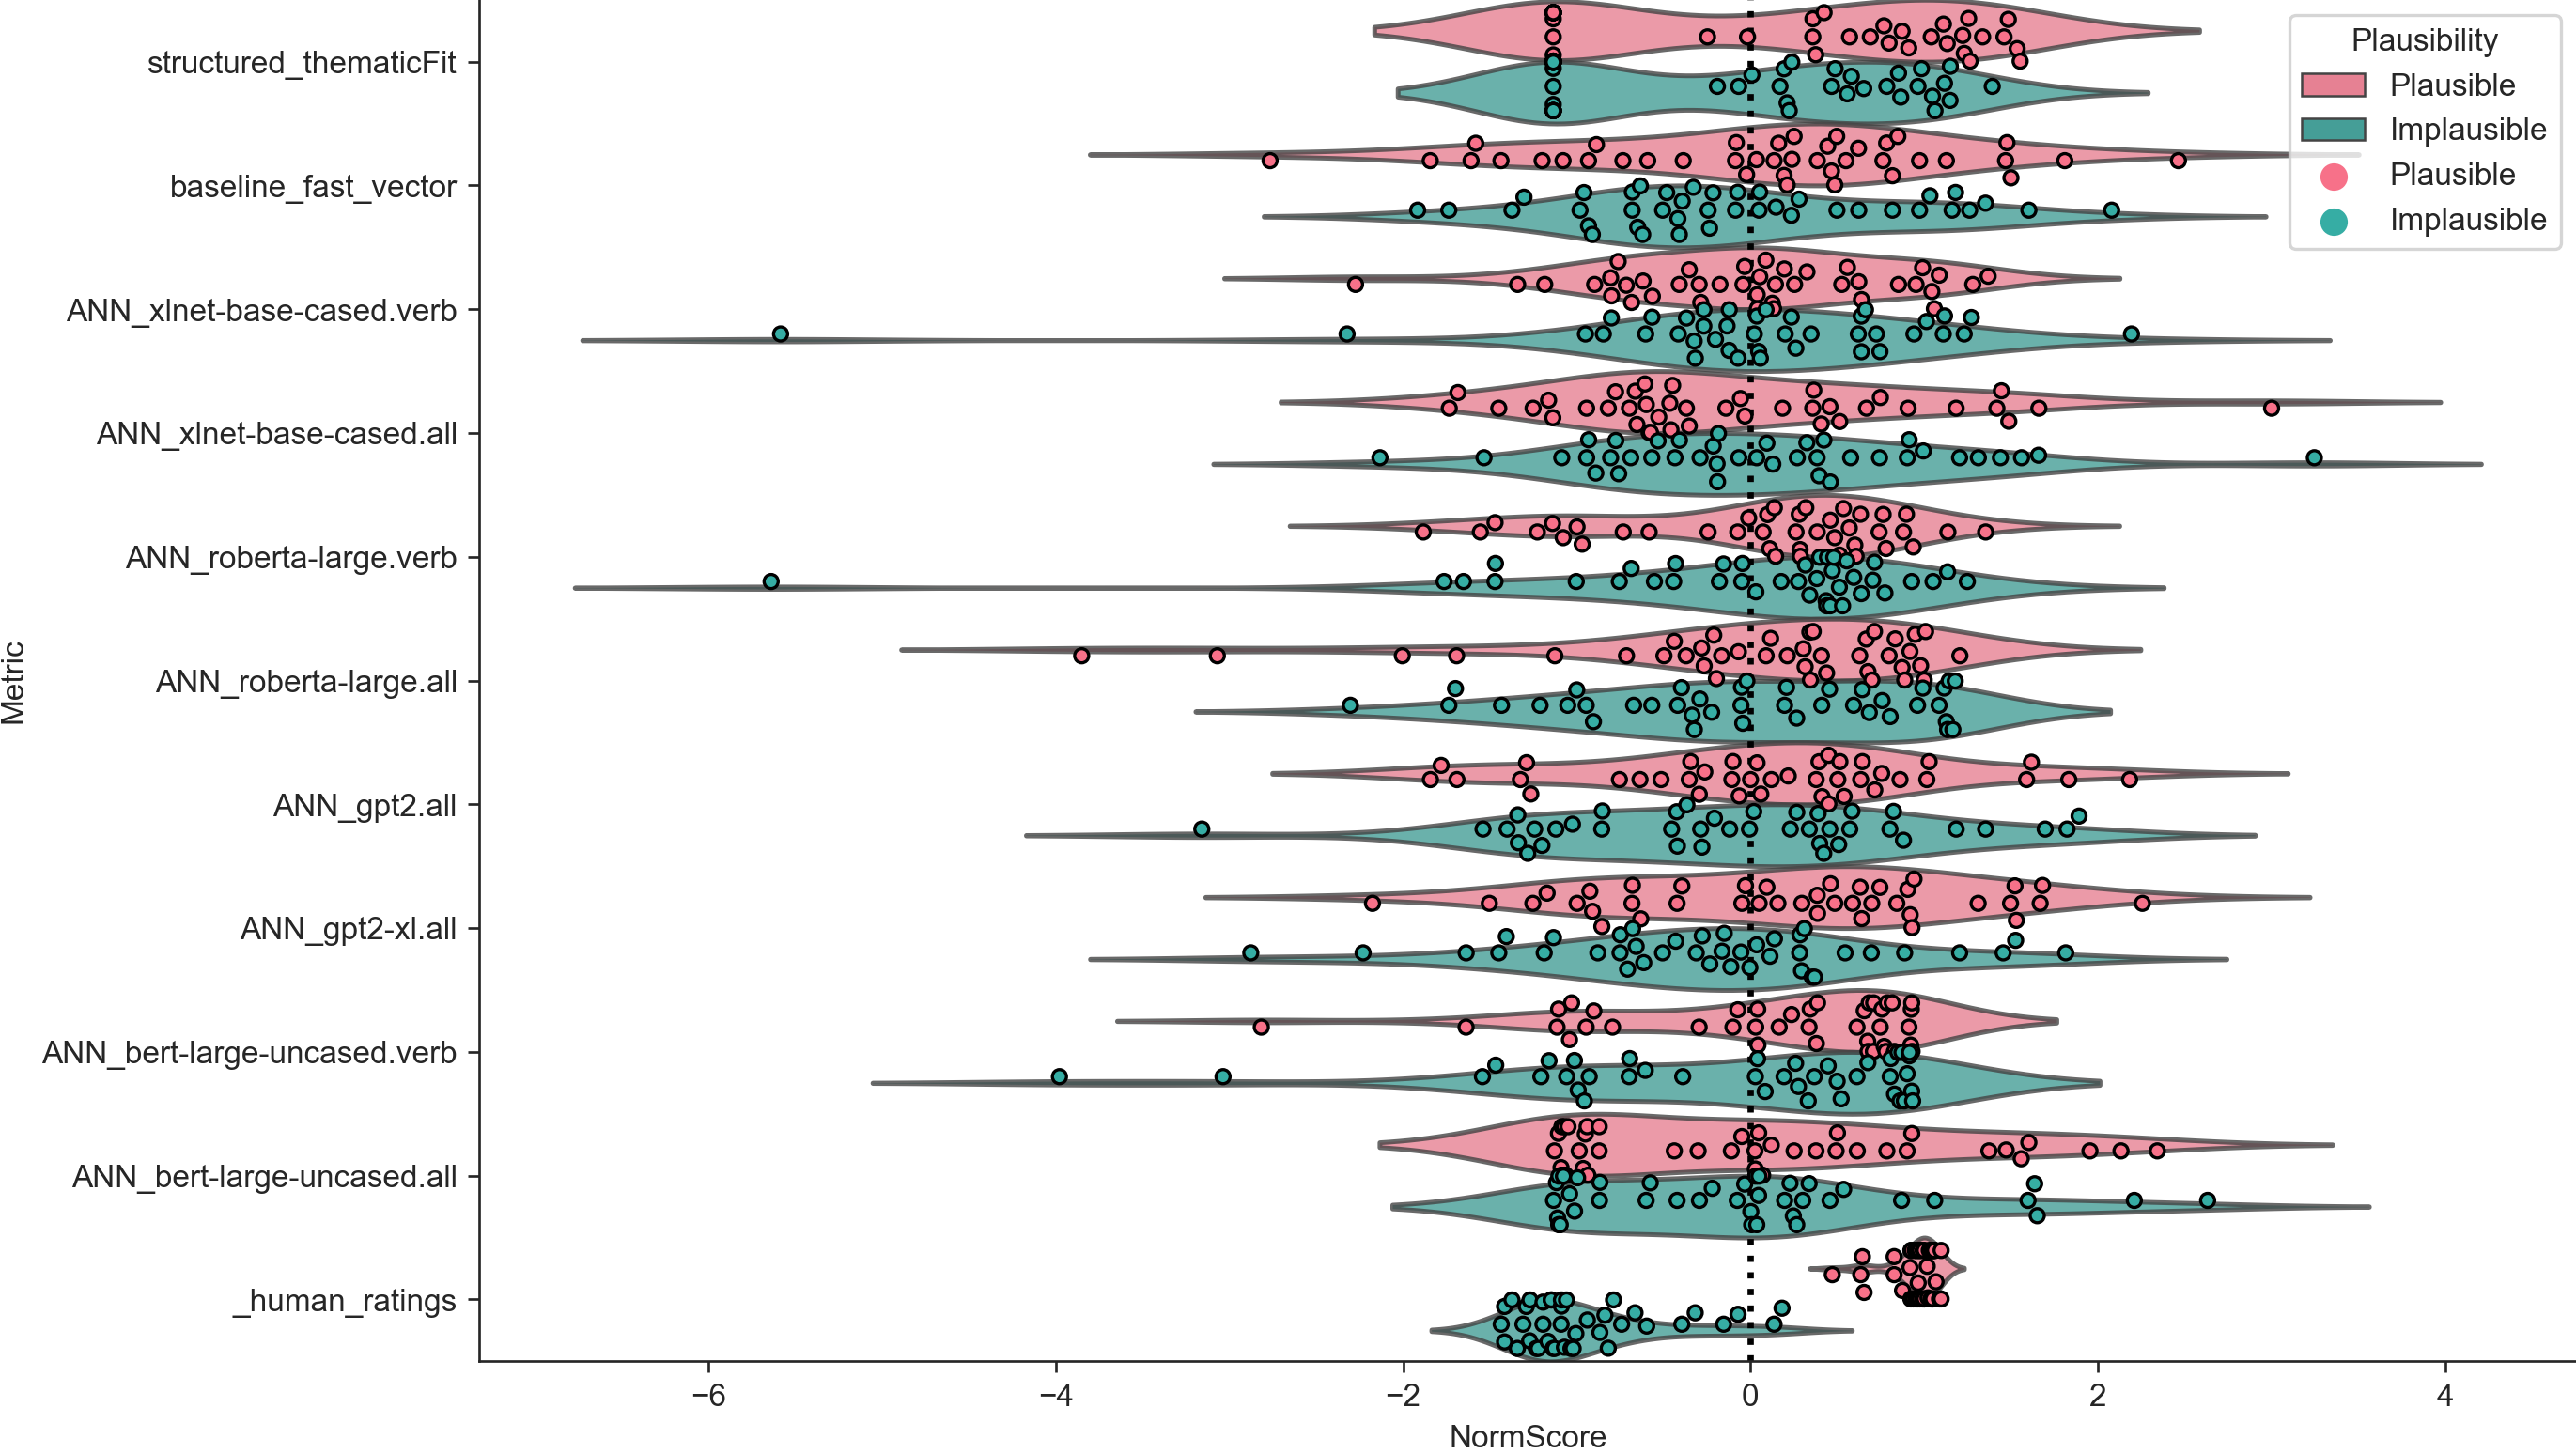 structured_thematicFit
baseline_fast_vector
ANN_xlnet-base-cased.verb
ANN_xlnet-base-cased.all
ANN_roberta-large.verb
ANN_roberta-large.all
ANN_gpt2.all
ANN_gpt2-xl.all
ANN_bert-large-uncased.verb
ANN_bert-large-uncased.all
_human_ratings
Metric
−6
−4
−2
0
2
4
NormScore
Plausibility
Plausible
Implausible
Plausible
Implausible